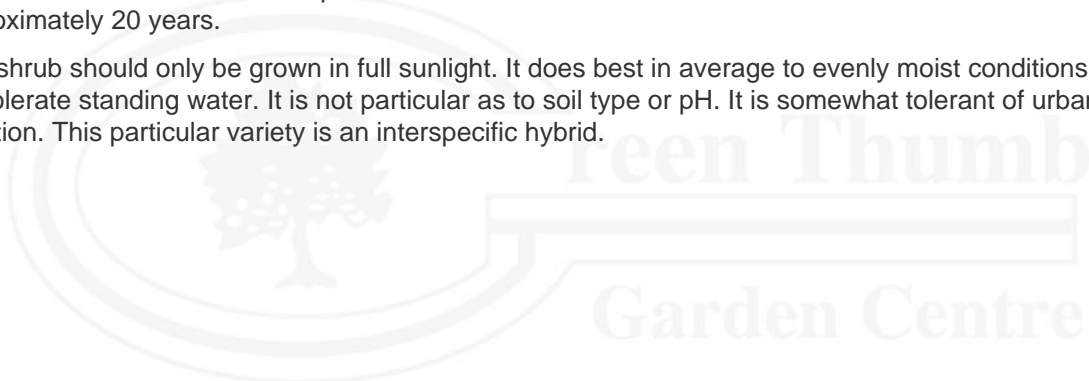 oximately 20 years.
shrub should only be grown in full sunlight. It does best in average to evenly moist conditions
olerate standing water. It is not particular as to soil type or pH. It is somewhat tolerant of urba
tion. This particular variety is an interspecific hybrid.
reen Thumb
Garden Centre